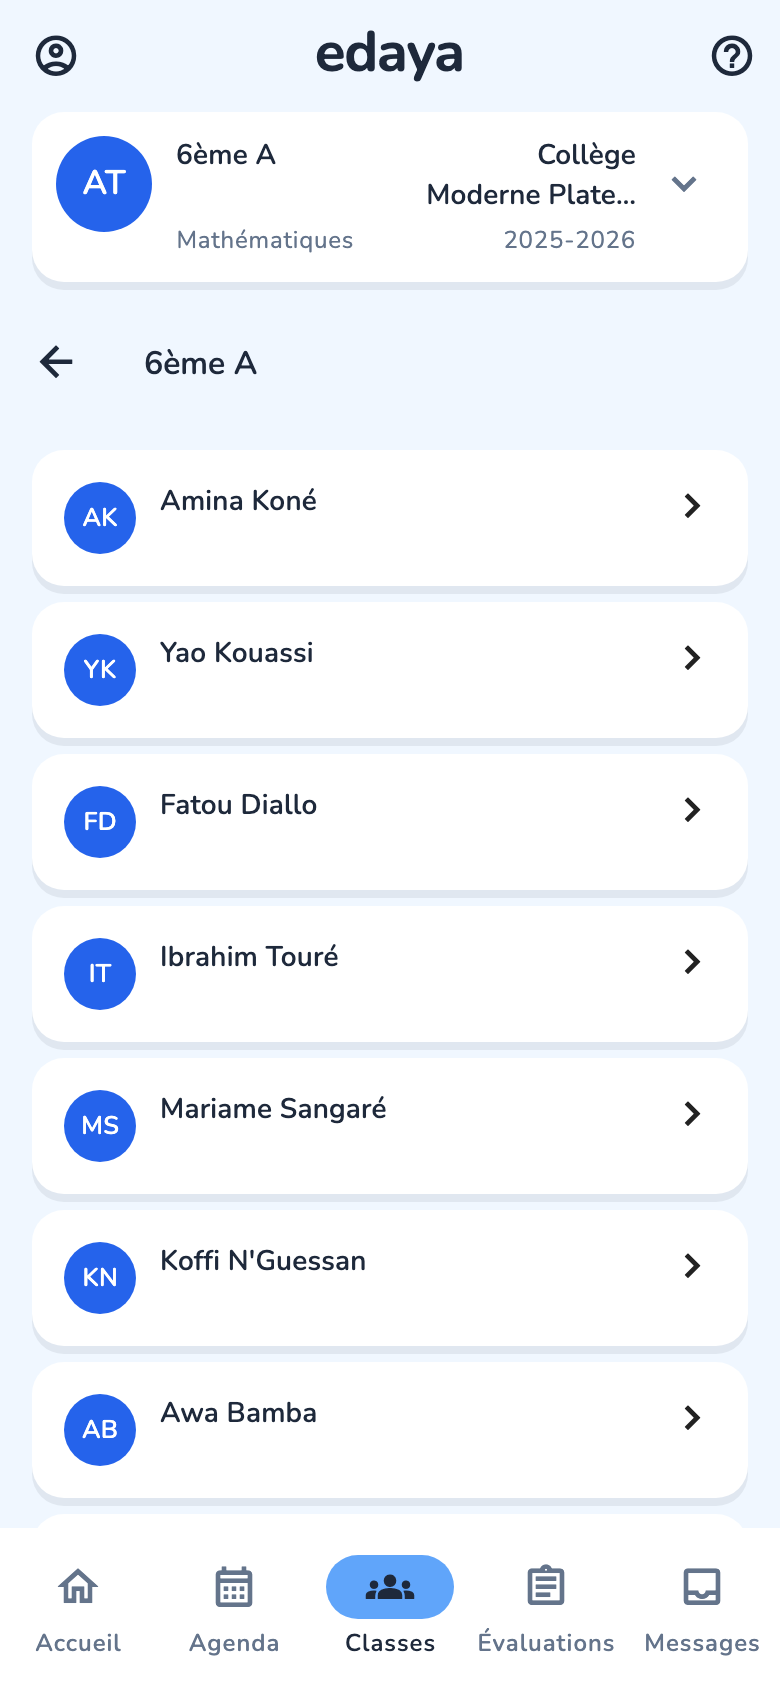 edaya
AT
6ème A
Collège
Moderne Plate...
Mathématiques
2025-2026
6ème A
AK
Amina Koné
YK
Yao Kouassi
FD
Fatou Diallo
IT
Ibrahim Touré
MS
Mariame Sangaré
KN
Koffi N'Guessan
AB
Awa Bamba
Accueil
Agenda
Classes
Évaluations
Messages